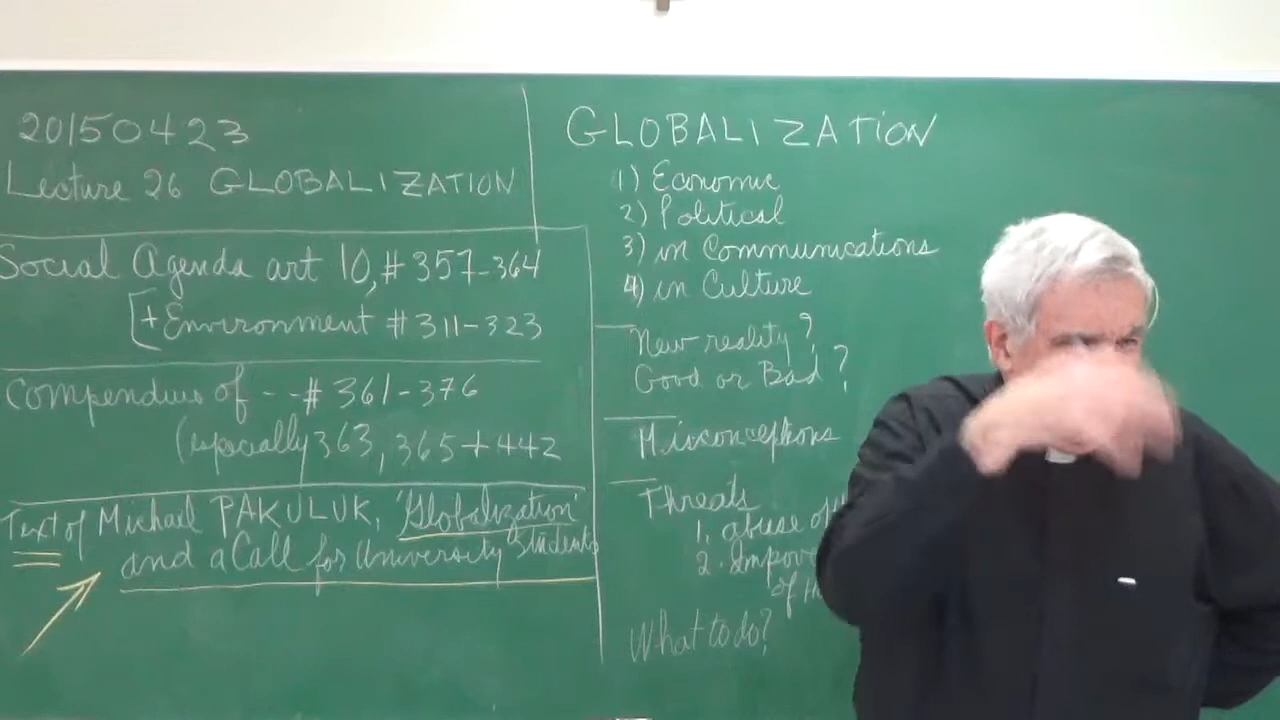 20150423
Lecture 26 GLOBALIZATION
Social Agenda art 10, # 357-364
[+ Environment # 311-323
Compendium of -- # 361-376
(especially 363, 365 + 442
Text of Michael PAKULUK, 'Globalization'
and a Call for University Students
GLOBALIZATION
1) Economic
2) Political
3) in Communications
4) in Culture
New reality?
Good or Bad?
Misconceptions
Threats
1. abuse of
2. Impov
of
What to do?